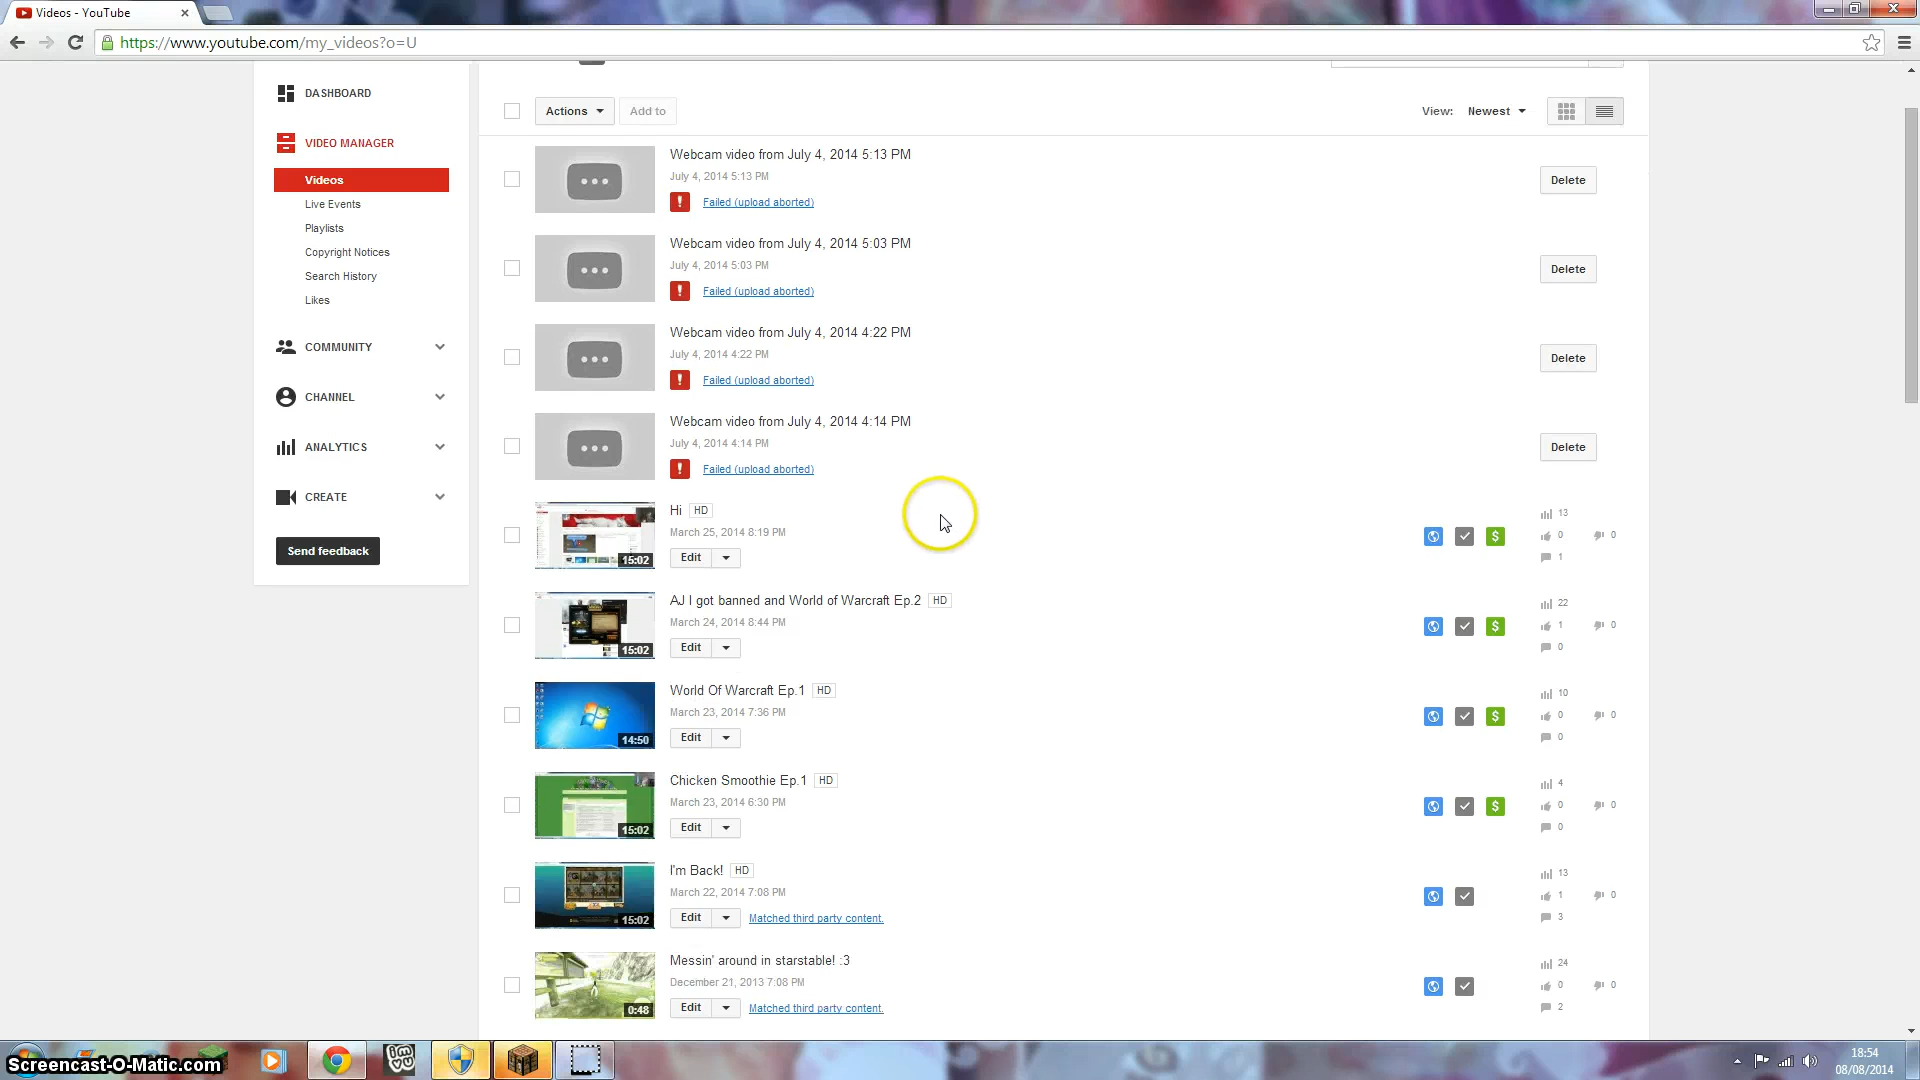 Videos - YouTube
https://www.youtube.com/my_videos?o=U
DASHBOARD
VIDEO MANAGER
Videos
Live Events
Playlists
Copyright Notices
Search History
Likes
COMMUNITY
CHANNEL
ANALYTICS
CREATE
Send feedback
Actions Add to View: Newest
Webcam video from July 4, 2014 5:13 PM
July 4, 2014 5:13 PM
Failed (upload aborted)
Delete
Webcam video from July 4, 2014 5:03 PM
July 4, 2014 5:03 PM
Failed (upload aborted)
Delete
Webcam video from July 4, 2014 4:22 PM
July 4, 2014 4:22 PM
Failed (upload aborted)
Delete
Webcam video from July 4, 2014 4:14 PM
July 4, 2014 4:14 PM
Failed (upload aborted)
Delete
15:02
Hi HD
March 25, 2014 8:19 PM
Edit
$
13
0 0
1
15:02
AJ I got banned and World of Warcraft Ep.2 HD
March 24, 2014 8:44 PM
Edit
$
22
1 0
0
14:50
World Of Warcraft Ep.1 HD
March 23, 2014 7:36 PM
Edit
$
10
0 0
0
15:02
Chicken Smoothie Ep.1 HD
March 23, 2014 6:30 PM
Edit
$
4
0 0
0
15:02
I'm Back! HD
March 22, 2014 7:08 PM
Edit Matched third party content.
13
1 0
3
0:48
Messin' around in starstable! :3
December 21, 2013 7:08 PM
Edit Matched third party content.
24
0 0
2
Screencast-O-Matic.com
imvu
18:54
08/08/2014